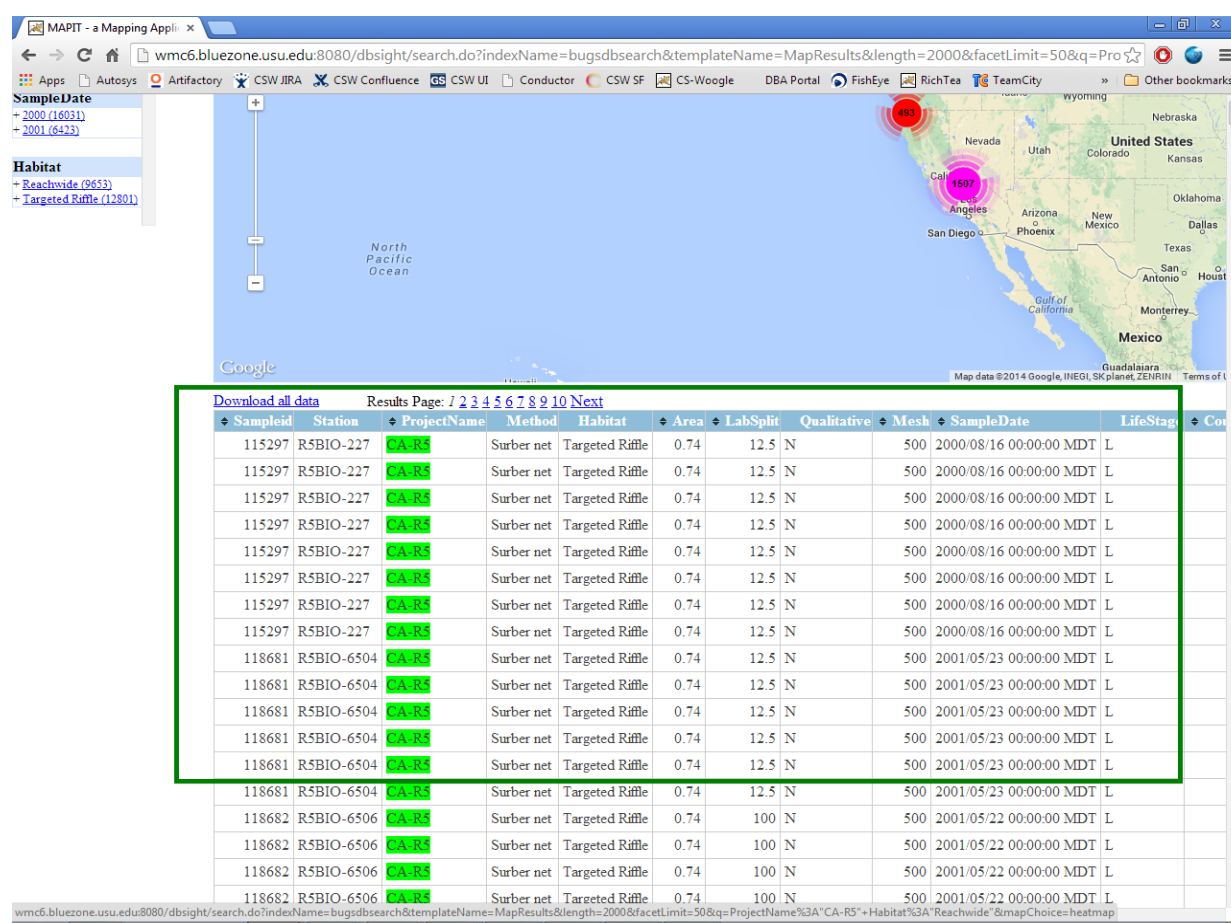 MAPIT - a Mapping Appli
wmc6.bluezone.usu.edu:8080/dbsight/search.do?indexName=bugsdbsearch&templateName=MapResults&length=2000&facetLimit=50&q=Pro
Apps Autosys Artifactory CSW JIRA CSW Confluence GS CSW UI Conductor CSW SF CS-Woogle DBA Portal FishEye RichTea TeamCity » Other bookmarks
SampleDate
+ 2000 (16031)
+ 2001 (6423)
Habitat
+ Reachwide (9653)
+ Targeted Riffle (12801)
+
Wyoming
493
Nebraska
Nevada
United States
Utah
Colorado
Kansas
Cali
1507
Los
Angeles
Oklahoma
Arizona
New
Mexico
Phoenix
Dallas
San Diego
North
Pacific
Ocean
Texas
San
Antonio
Houst
Gulf of
California
Monterrey
Mexico
Guadalajara
Google
Map data ©2014 Google, INEGI, SK planet, ZENRIN Terms of U
Download all data Results Page: 1 2 3 4 5 6 7 8 9 10 Next
Sampleid Station ProjectName Method Habitat Area LabSplit Qualitative Mesh SampleDate LifeStage Cou
115297 R5BIO-227 CA-R5 Surber net Targeted Riffle 0.74 12.5 N 500 2000/08/16 00:00:00 MDT L
115297 R5BIO-227 CA-R5 Surber net Targeted Riffle 0.74 12.5 N 500 2000/08/16 00:00:00 MDT L
115297 R5BIO-227 CA-R5 Surber net Targeted Riffle 0.74 12.5 N 500 2000/08/16 00:00:00 MDT L
115297 R5BIO-227 CA-R5 Surber net Targeted Riffle 0.74 12.5 N 500 2000/08/16 00:00:00 MDT L
115297 R5BIO-227 CA-R5 Surber net Targeted Riffle 0.74 12.5 N 500 2000/08/16 00:00:00 MDT L
115297 R5BIO-227 CA-R5 Surber net Targeted Riffle 0.74 12.5 N 500 2000/08/16 00:00:00 MDT L
115297 R5BIO-227 CA-R5 Surber net Targeted Riffle 0.74 12.5 N 500 2000/08/16 00:00:00 MDT L
115297 R5BIO-227 CA-R5 Surber net Targeted Riffle 0.74 12.5 N 500 2000/08/16 00:00:00 MDT L
118681 R5BIO-6504 CA-R5 Surber net Targeted Riffle 0.74 12.5 N 500 2001/05/23 00:00:00 MDT L
118681 R5BIO-6504 CA-R5 Surber net Targeted Riffle 0.74 12.5 N 500 2001/05/23 00:00:00 MDT L
118681 R5BIO-6504 CA-R5 Surber net Targeted Riffle 0.74 12.5 N 500 2001/05/23 00:00:00 MDT L
118681 R5BIO-6504 CA-R5 Surber net Targeted Riffle 0.74 12.5 N 500 2001/05/23 00:00:00 MDT L
118681 R5BIO-6504 CA-R5 Surber net Targeted Riffle 0.74 12.5 N 500 2001/05/23 00:00:00 MDT L
118681 R5BIO-6504 CA-R5 Surber net Targeted Riffle 0.74 12.5 N 500 2001/05/23 00:00:00 MDT L
118682 R5BIO-6506 CA-R5 Surber net Targeted Riffle 0.74 100 N 500 2001/05/22 00:00:00 MDT L
118682 R5BIO-6506 CA-R5 Surber net Targeted Riffle 0.74 100 N 500 2001/05/22 00:00:00 MDT L
118682 R5BIO-6506 CA-R5 Surber net Targeted Riffle 0.74 100 N 500 2001/05/22 00:00:00 MDT L
118682 R5BIO-6506 CA-R5 Surber net Targeted Riffle 0.74 100 N 500 2001/05/22 00:00:00 MDT L
118682 R5BIO-6506 CA-R5 Surber net Targeted Riffle 0.74 100 N 500 2001/05/22 00:00:00 MDT L
wmc6.bluezone.usu.edu:8080/dbsight/search.do?indexName=bugsdbsearch&templateName=MapResults&length=2000&facetLimit=50&q=ProjectName%3A"CA-R5"+Habitat%3A"Reachwide"&mapChoice=heatmap